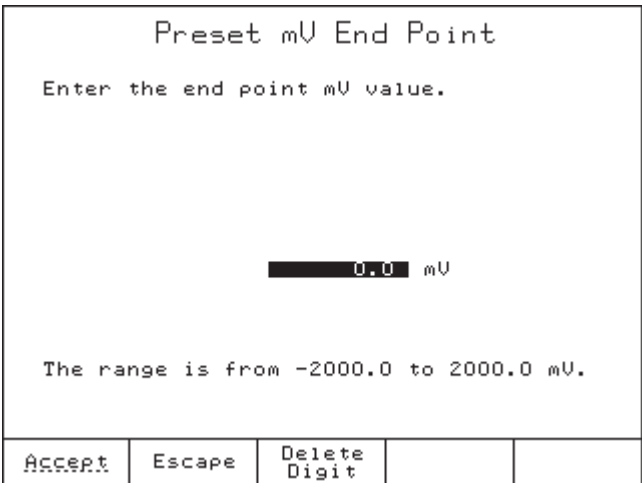 Preset mV End Point
Enter the end point mV value.
0.0 mV
The range is from -2000.0 to 2000.0 mV.
Accept
Escape
Delete
Digit